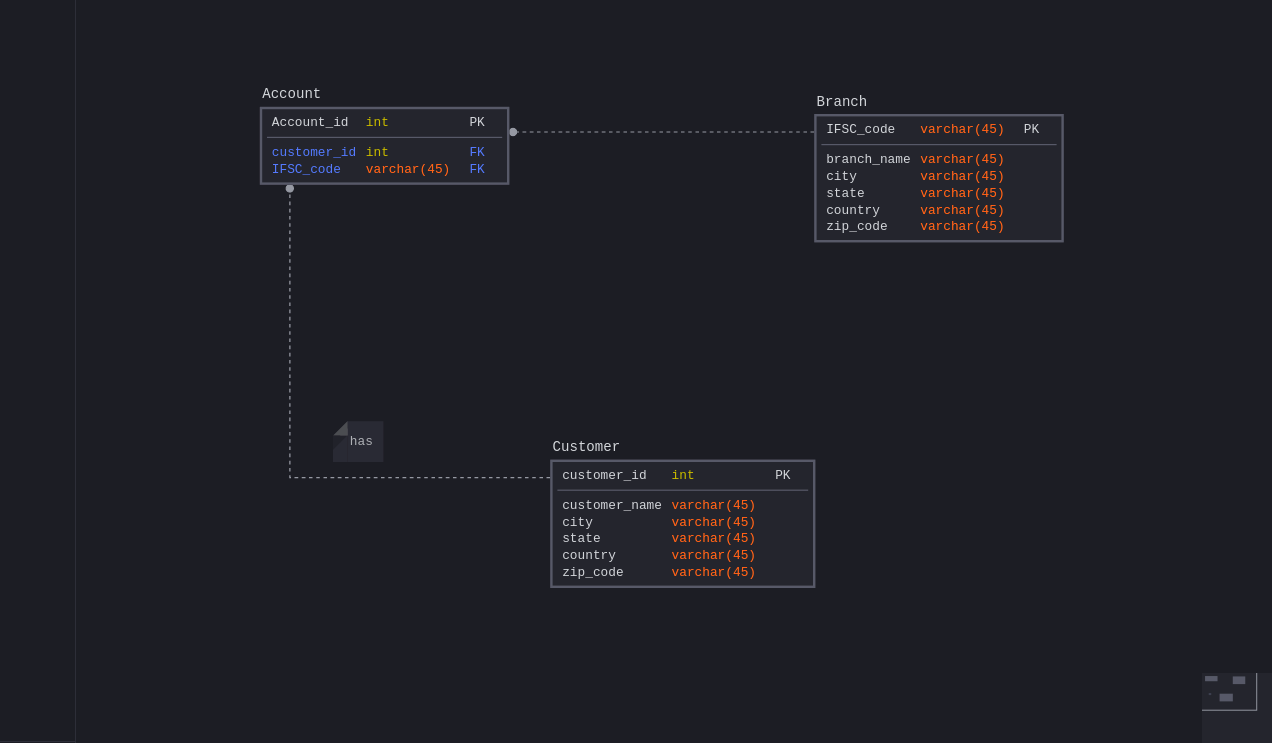 Account
Account_id int PK
customer_id int FK
IFSC_code varchar(45) FK
Branch
IFSC_code varchar(45) PK
branch_name varchar(45)
city varchar(45)
state varchar(45)
country varchar(45)
zip_code varchar(45)
has
Customer
customer_id int PK
customer_name varchar(45)
city varchar(45)
state varchar(45)
country varchar(45)
zip_code varchar(45)